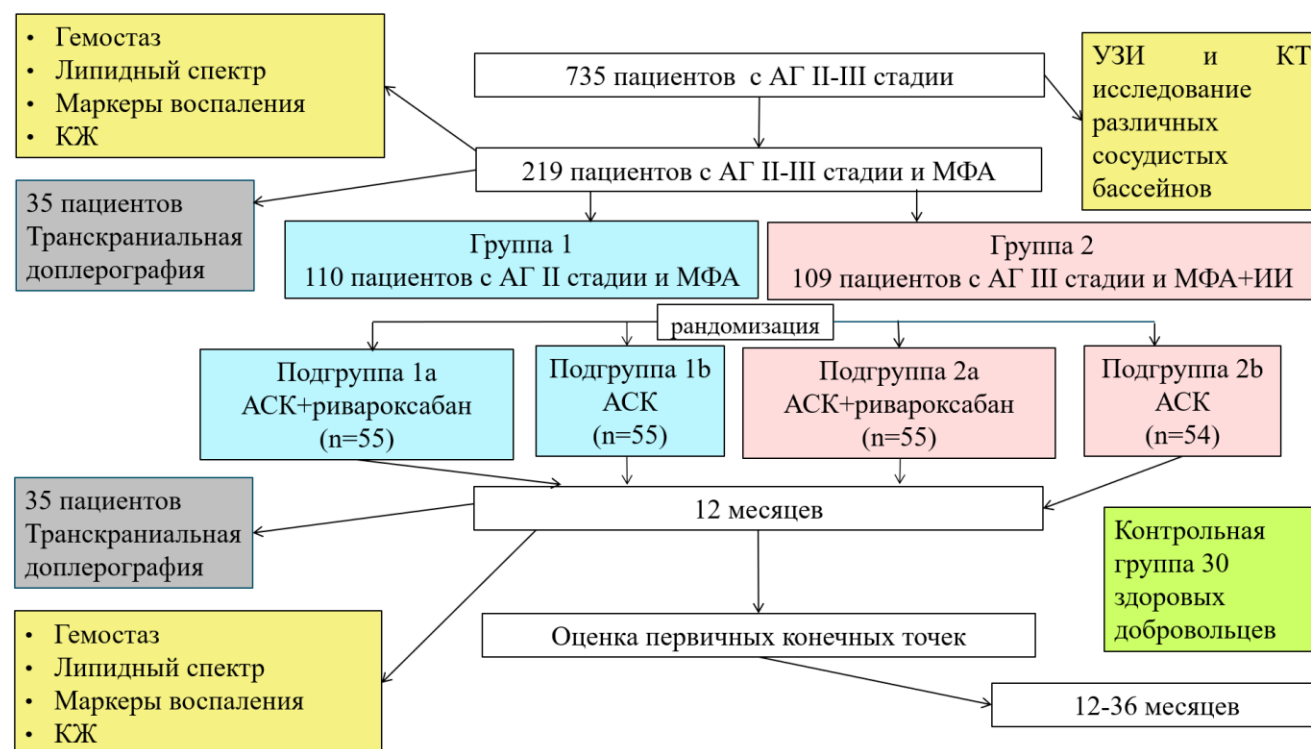 • Гемостаз
• Липидный спектр
• Маркеры воспаления
• КЖ
735 пациентов с АГ II-III стадии
УЗИ и КТ
исследование
различных
сосудистых
бассейнов
219 пациентов с АГ II-III стадии и МФА
35 пациентов
Транскраниальная
доплерография
Группа 1
110 пациентов с АГ II стадии и МФА
Группа 2
109 пациентов с АГ III стадии и МФА+ИИ
рандомизация
Подгруппа 1а
АСК+ривароксабан
(n=55)
Подгруппа 1b
АСК
(n=55)
Подгруппа 2а
АСК+ривароксабан
(n=55)
Подгруппа 2b
АСК
(n=54)
35 пациентов
Транскраниальная
доплерография
12 месяцев
Контрольная
группа 30
здоровых
добровольцев
• Гемостаз
• Липидный спектр
• Маркеры воспаления
• КЖ
Оценка первичных конечных точек
12-36 месяцев